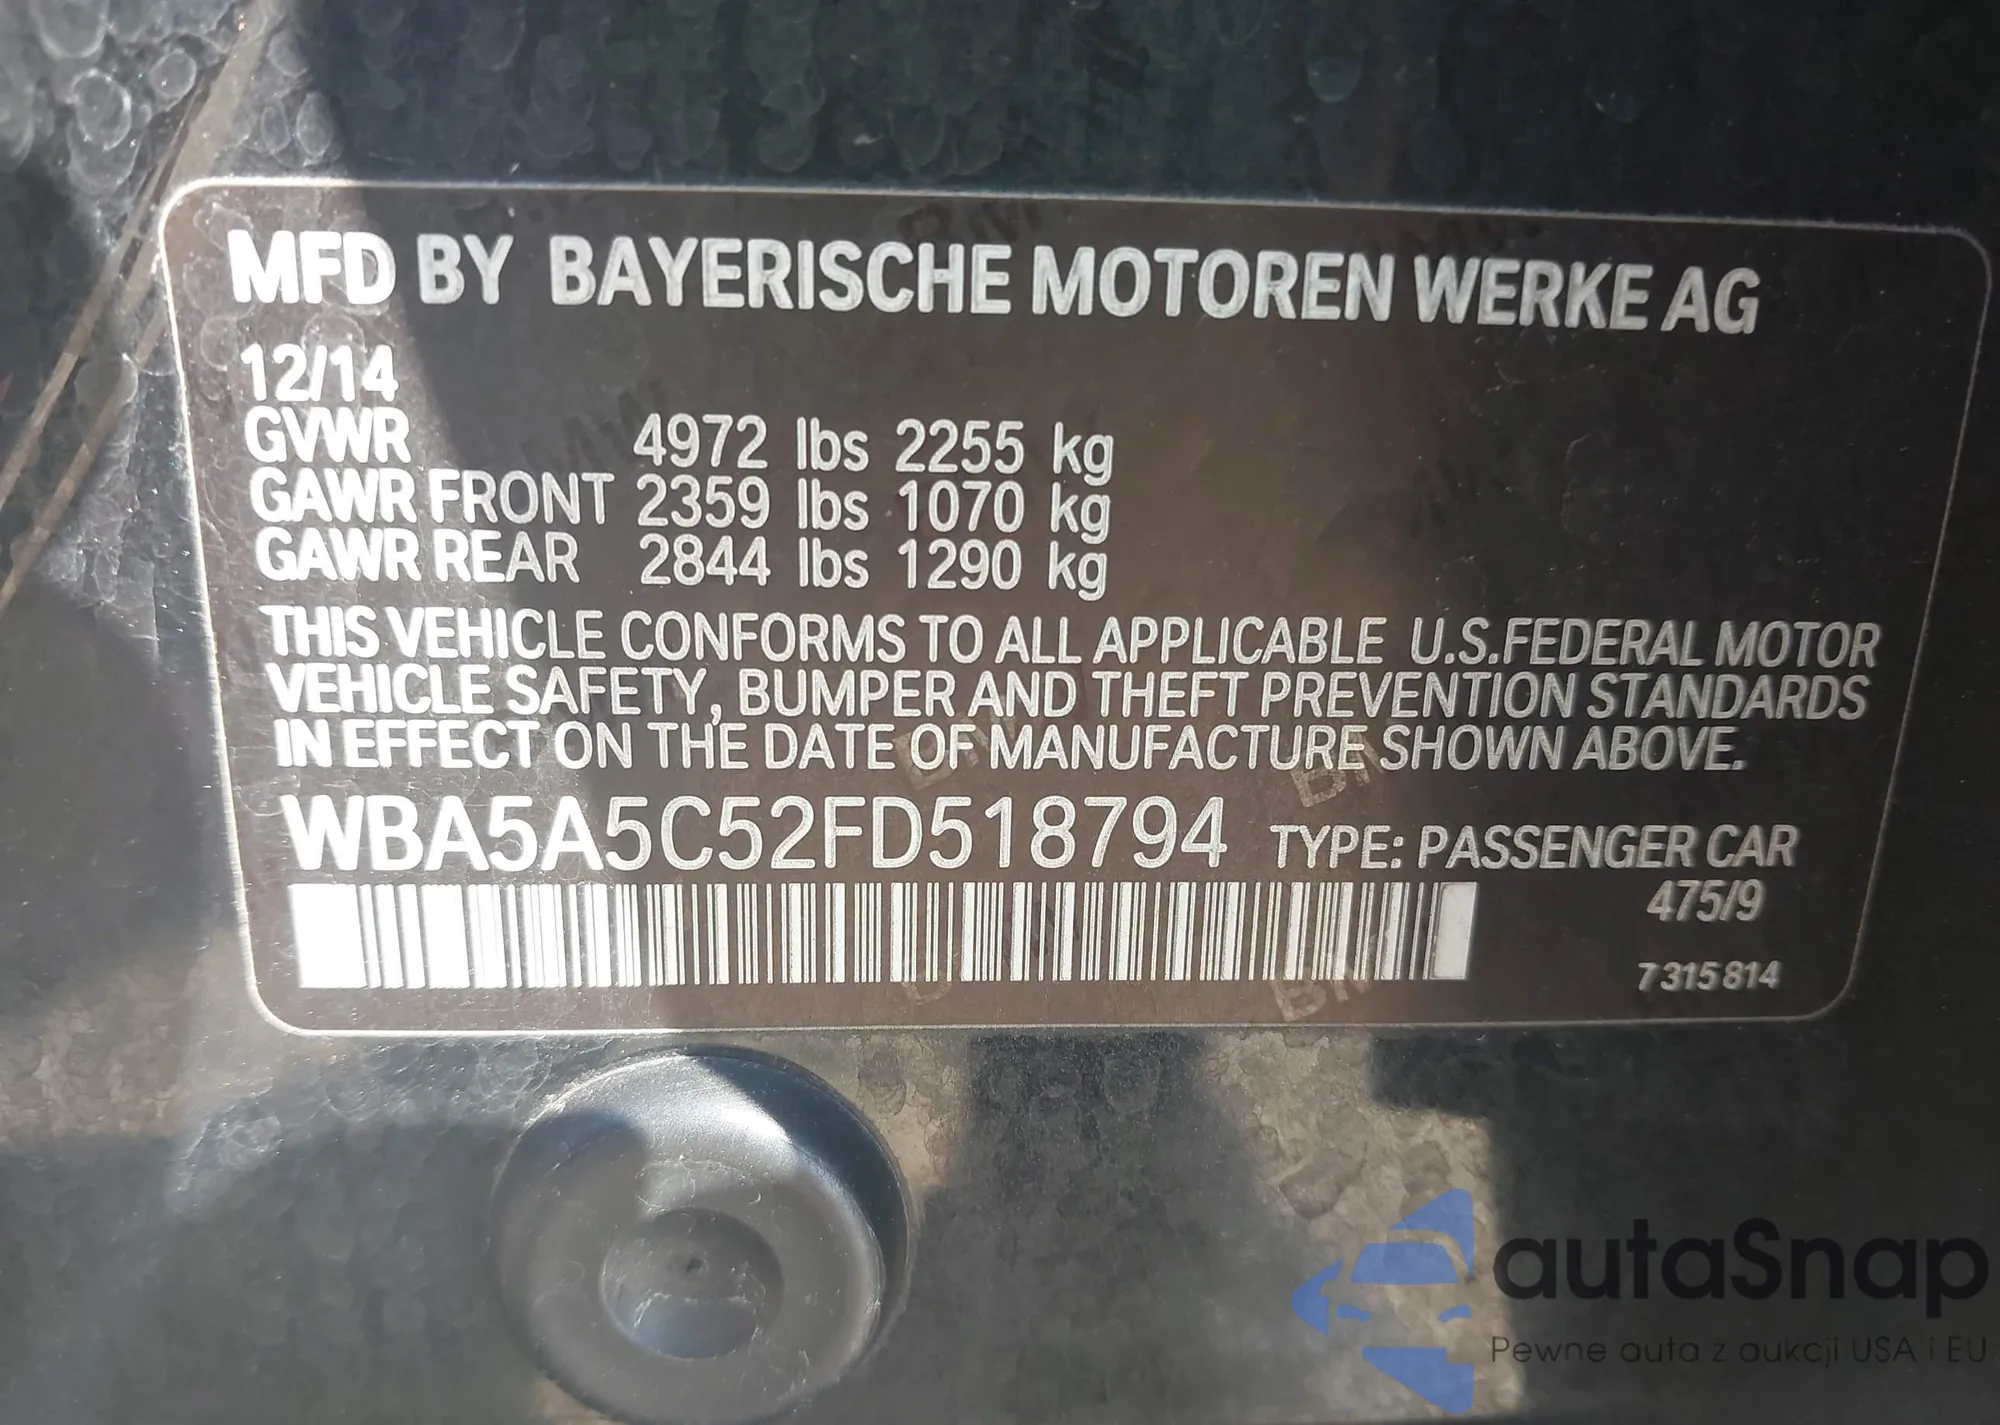 MFD BY BAYERISCHE MOTOREN WERKE AG
12/14
GVWR 4972 lbs 2255 kg
GAWR FRONT 2359 lbs 1070 kg
GAWR REAR 2844 lbs 1290 kg
THIS VEHICLE CONFORMS TO ALL APPLICABLE U.S.FEDERAL MOTOR
VEHICLE SAFETY, BUMPER AND THEFT PREVENTION STANDARDS
IN EFFECT ON THE DATE OF MANUFACTURE SHOWN ABOVE.
WBA5A5C52FD518794 TYPE: PASSENGER CAR
475/9
7315814
autaSnap
Pewne auta z aukcji USA i EU